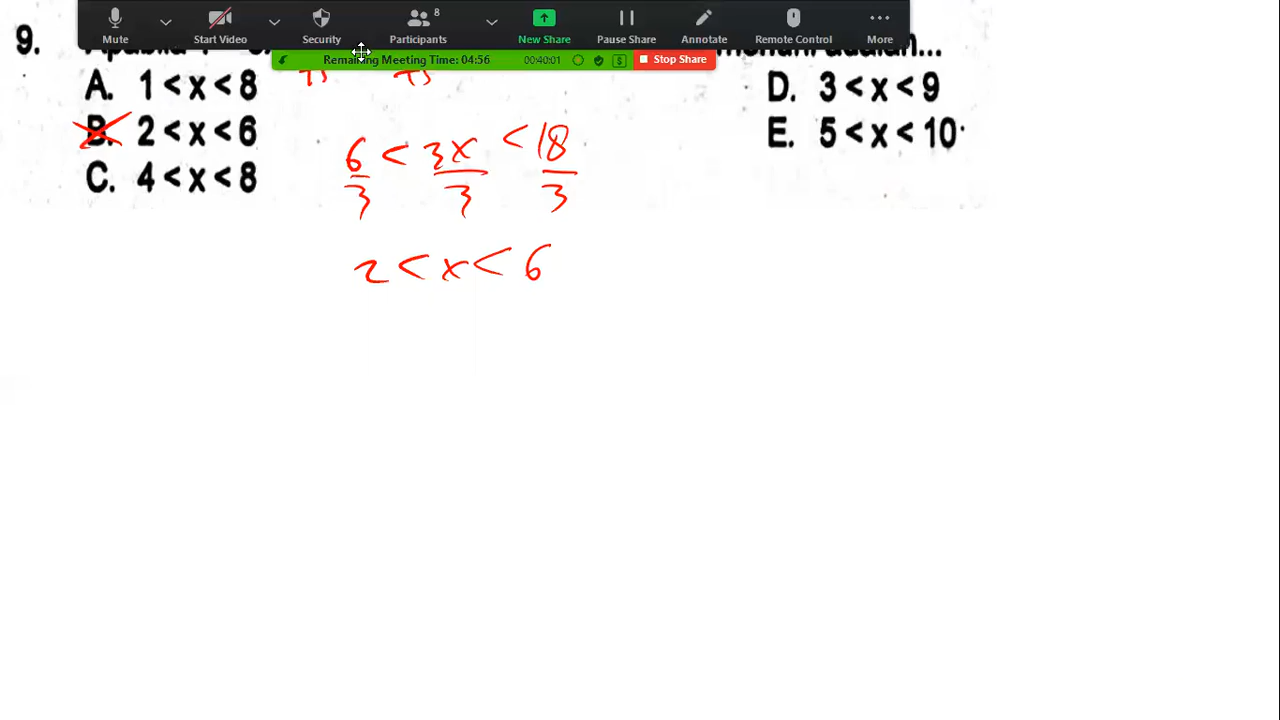 8
Mute Start Video Security Participants New Share Pause Share Annotate Remote Control More
Remaining Meeting Time: 04:56 00:40:01 Stop Share
9.
A. 1 < x < 8
B. 2 < x < 6
C. 4 < x < 8
D. 3 < x < 9
E. 5 < x < 10.
6/3 < 3x/3 < 18/3
2 < x < 6